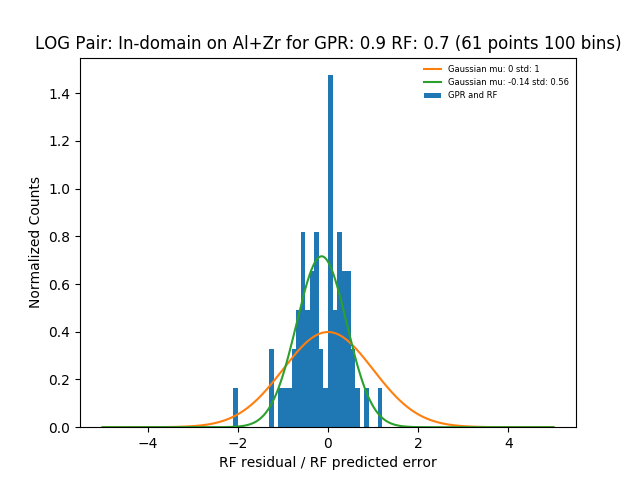 LOG Pair: In-domain on Al+Zr for GPR: 0.9 RF: 0.7 (61 points 100 bins)
Gaussian mu: 0 std: 1
Gaussian mu: -0.14 std: 0.56
GPR and RF
Normalized Counts
1.4
1.2
1.0
0.8
0.6
0.4
0.2
0.0
−4 −2 0 2 4
RF residual / RF predicted error